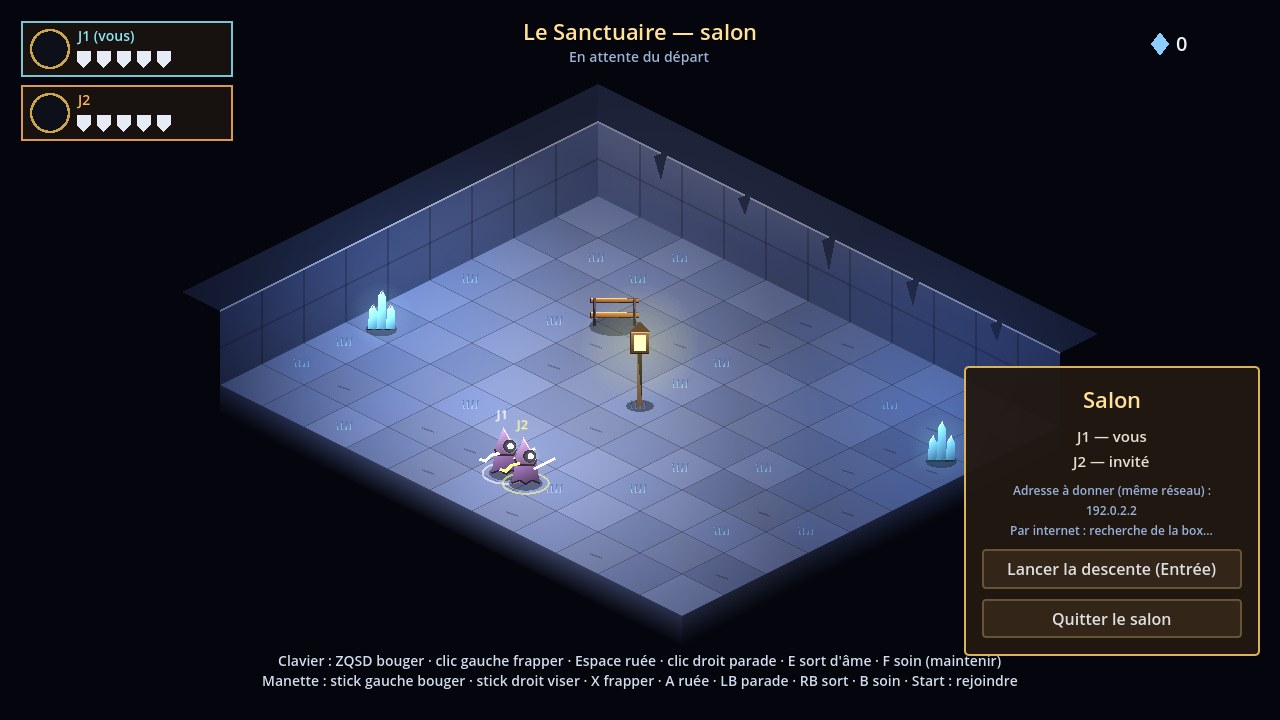 J1 (vous)
J2
Le Sanctuaire — salon
En attente du départ
0
J1
J2
Salon
J1 — vous
J2 — invité
Adresse à donner (même réseau) :
192.0.2.2
Par internet : recherche de la box...
Lancer la descente (Entrée)
Quitter le salon
Clavier : ZQSD bouger · clic gauche frapper · Espace ruée · clic droit parade · E sort d'âme · F soin (maintenir)
Manette : stick gauche bouger · stick droit viser · X frapper · A ruée · LB parade · RB sort · B soin · Start : rejoindre